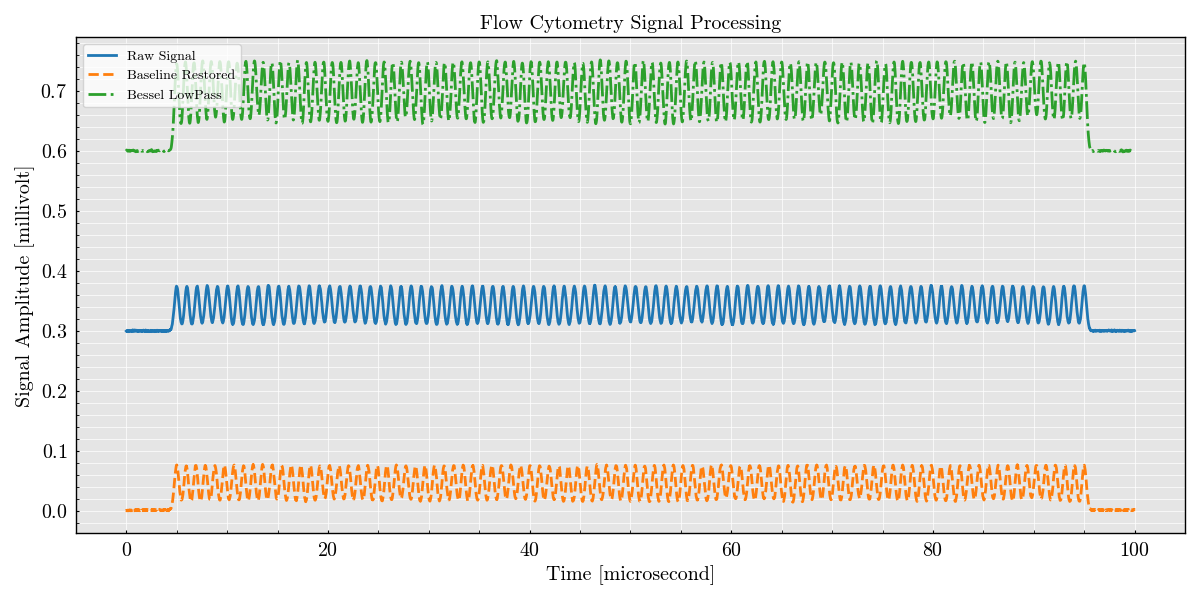 Flow Cytometry Signal Processing
Raw Signal
Baseline Restored
Bessel LowPass
Signal Amplitude [millivolt]
0.7
0.6
0.5
0.4
0.3
0.2
0.1
0.0
0 20 40 60 80 100
Time [microsecond]